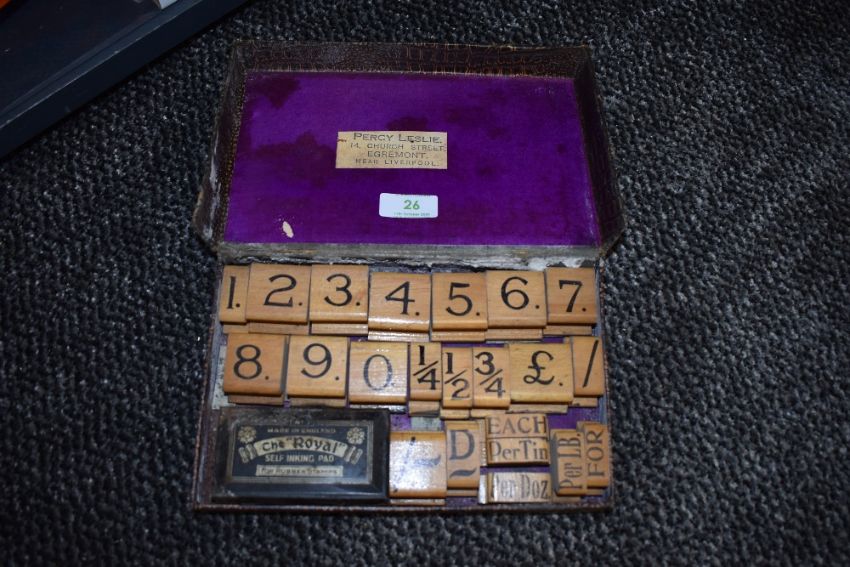 PERCY LESLIE.
14, CHURCH STREET,
EGREMONT.
NEAR LIVERPOOL.
26
1. 2. 3. 4. 5. 6. 7.
8. 9. 0 1/4 1/2 3/4 £. /
MADE IN ENGLAND
The "Royal"
SELF INKING PAD
FOR RUBBER STAMPS
D
EACH
Per Tin
Per Doz.
Per LB.
FOR